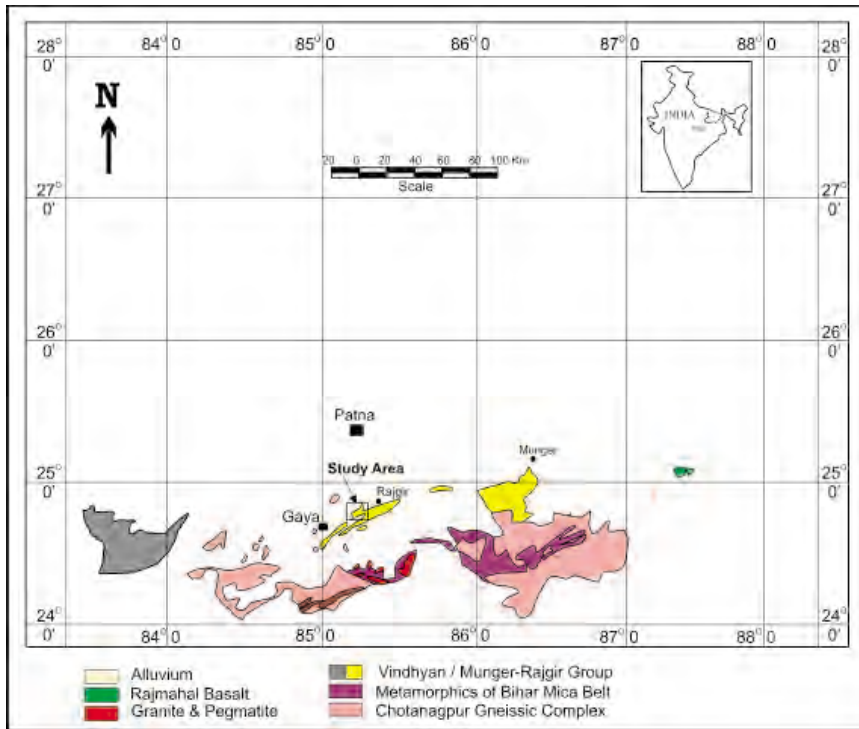 84° 0 85° 0 86° 0 87° 0 88° 0
28° 0' 28° 0'
N
INDIA
20 0 20 40 60 80 100 Km
Scale
27° 0' 27° 0'
26° 0' 26° 0'
Patna
Munger
25° 0' 25° 0'
Study Area
Rajgir
Gaya
24° 0' 24° 0'
84° 0 85° 0 86° 0 87° 0 88° 0
Alluvium
Rajmahal Basalt
Granite & Pegmatite
Vindhyan / Munger-Rajgir Group
Metamorphics of Bihar Mica Belt
Chotanagpur Gneissic Complex